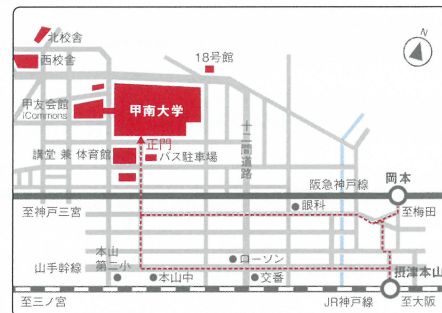 北校舎
西校舎
18号館
N
甲友会館
iCommons
甲南大学
正門
講堂 兼 体育館
バス駐車場
十二間道路
岡本
阪急神戸線
至神戸三宮
眼科
至梅田
本山
第二小
ローソン
山手幹線
本山中
交番
摂津本山
至三ノ宮
JR神戸線
至大阪